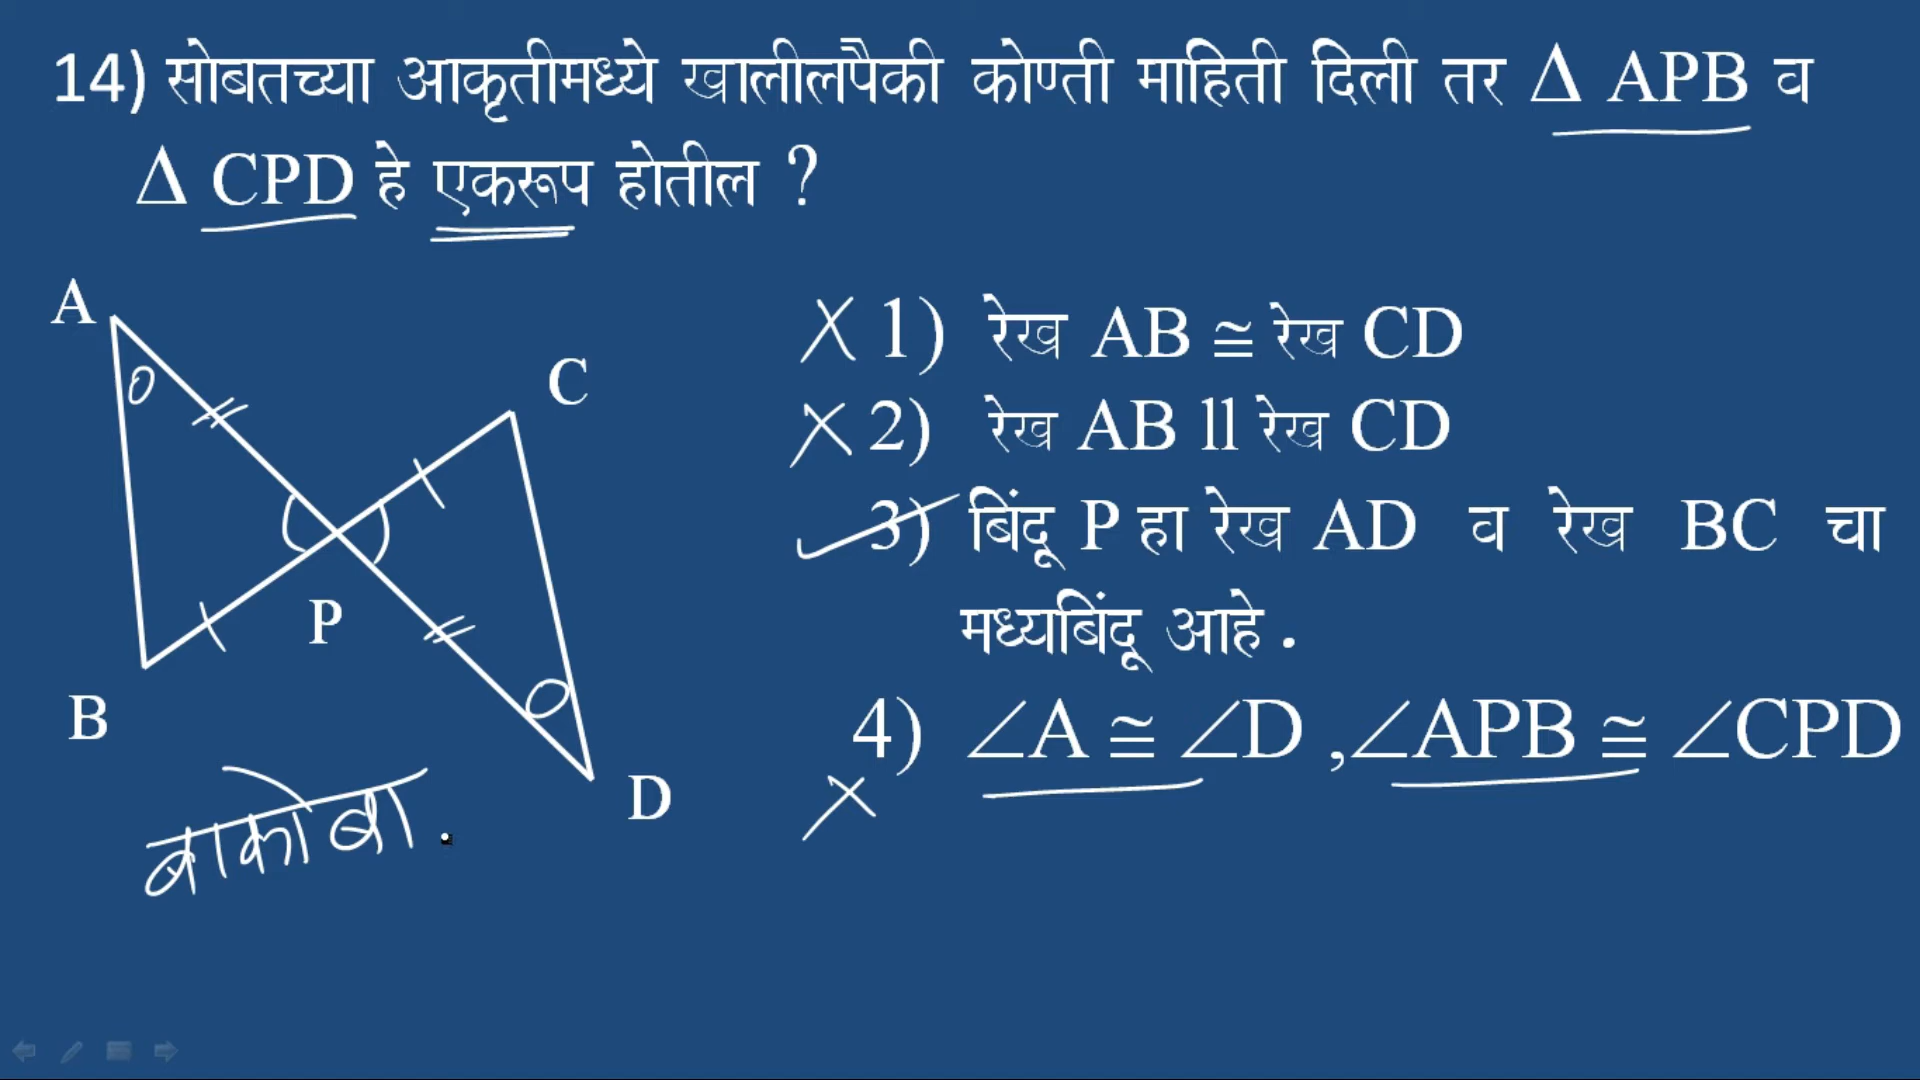 14) सोबतच्या आकृतीमध्ये खालीलपैकी कोणती माहिती दिली तर Δ APB व
Δ CPD हे एकरूप होतील ?
A
C
P
B
D
बाकोबा .
X 1) रेख AB ≅ रेख CD
X 2) रेख AB ll रेख CD
3) बिंदू P हा रेख AD व रेख BC चा
मध्यबिंदू आहे .
4) ∠A ≅ ∠D ,∠APB ≅ ∠CPD
X